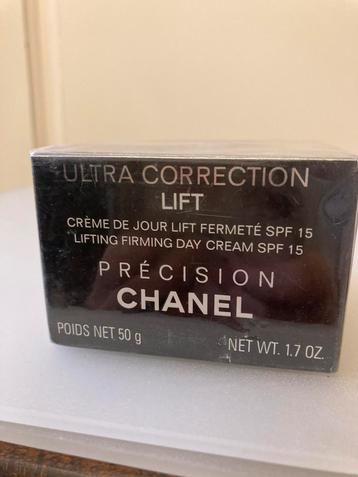 ULTRA CORRECTION
LIFT
CRÈME DE JOUR LIFT FERMETÉ SPF 15
LIFTING FIRMING DAY CREAM SPF 15
PRÉCISION
CHANEL
POIDS NET 50 g
NET WT. 1.7 OZ.